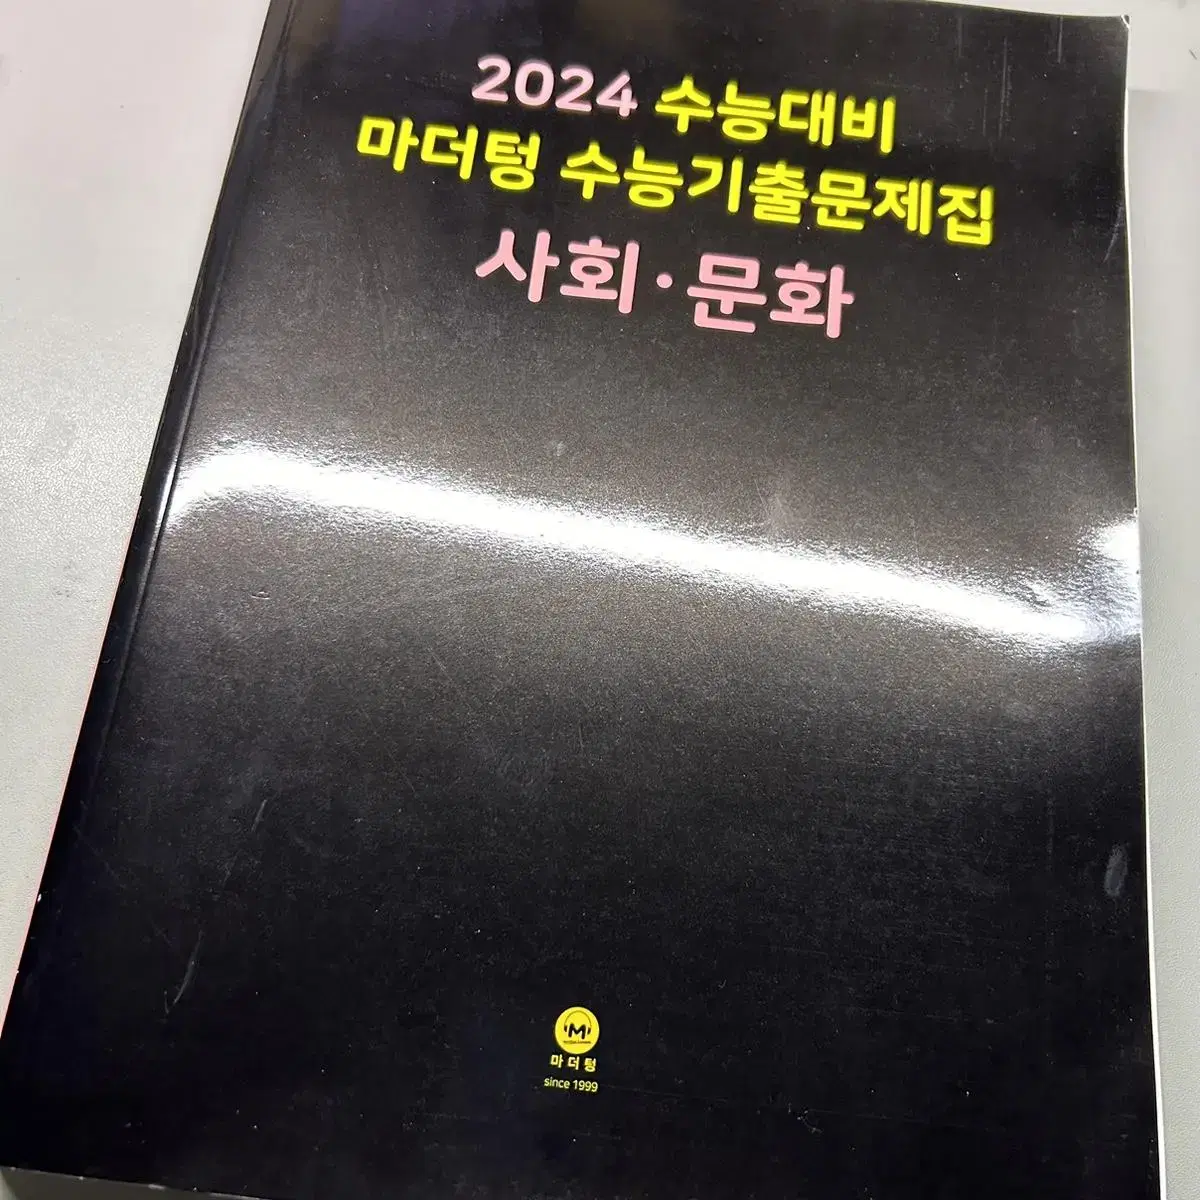 2024 수능대비
마더텅 수능기출문제집
사회·문화
M
마더텅
since 1999